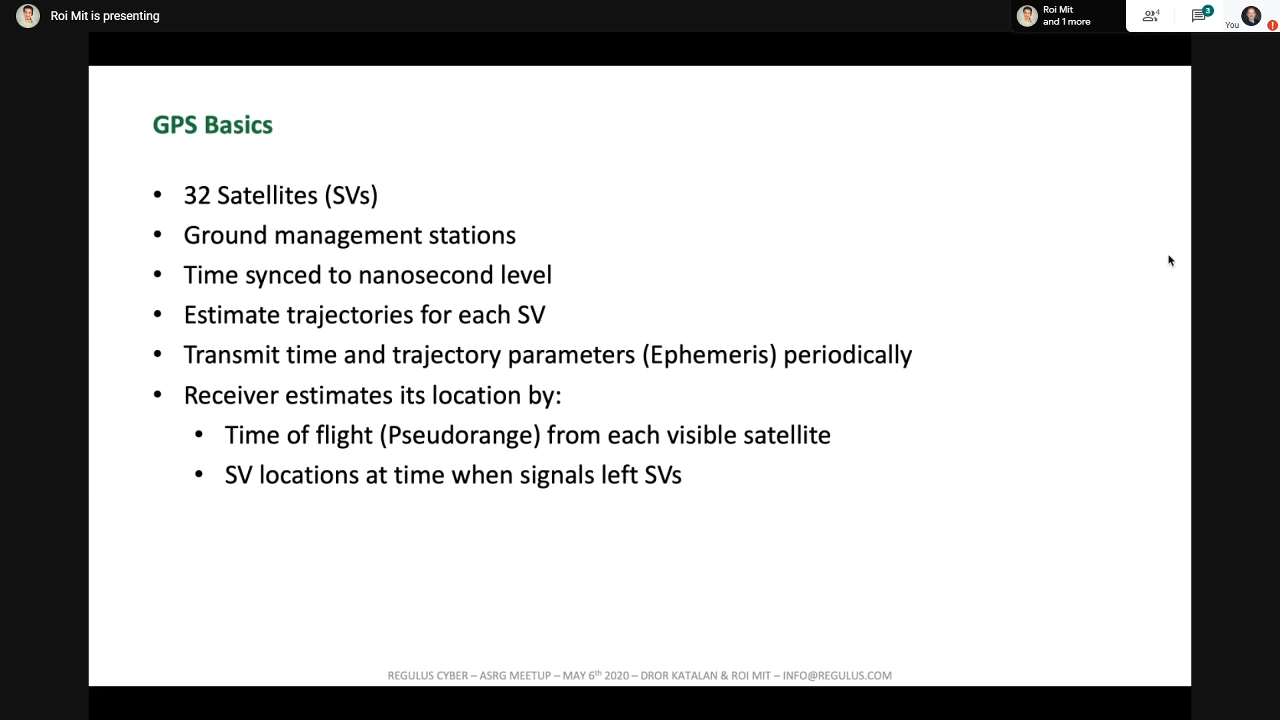 Roi Mit is presenting
Roi Mit
and 1 more
4
3
You
!
GPS Basics
• 32 Satellites (SVs)
• Ground management stations
• Time synced to nanosecond level
• Estimate trajectories for each SV
• Transmit time and trajectory parameters (Ephemeris) periodically
• Receiver estimates its location by:
• Time of flight (Pseudorange) from each visible satellite
• SV locations at time when signals left SVs
REGULUS CYBER – ASRG MEETUP – MAY 6th 2020 – DROR KATALAN & ROI MIT – INFO@REGULUS.COM